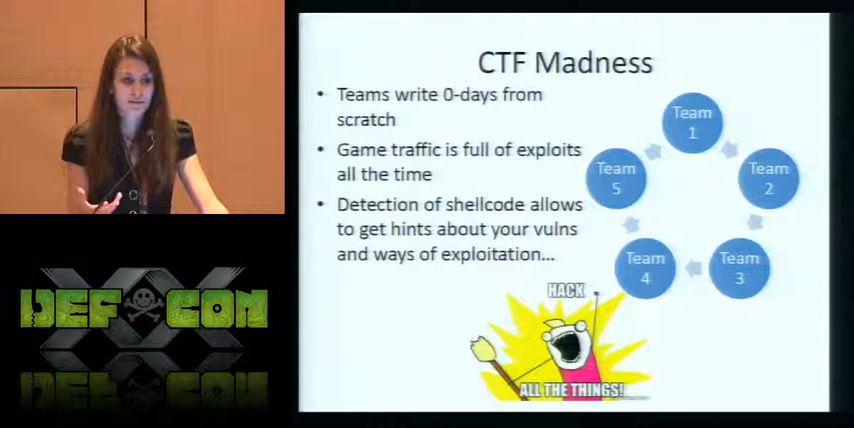 CTF Madness
• Teams write 0-days from
scratch
• Game traffic is full of exploits
all the time
• Detection of shellcode allows
to get hints about your vulns
and ways of exploitation...
Team
1
Team
2
Team
3
Team
4
Team
5
HACK
ALL THE THINGS!
XX
DEF CON